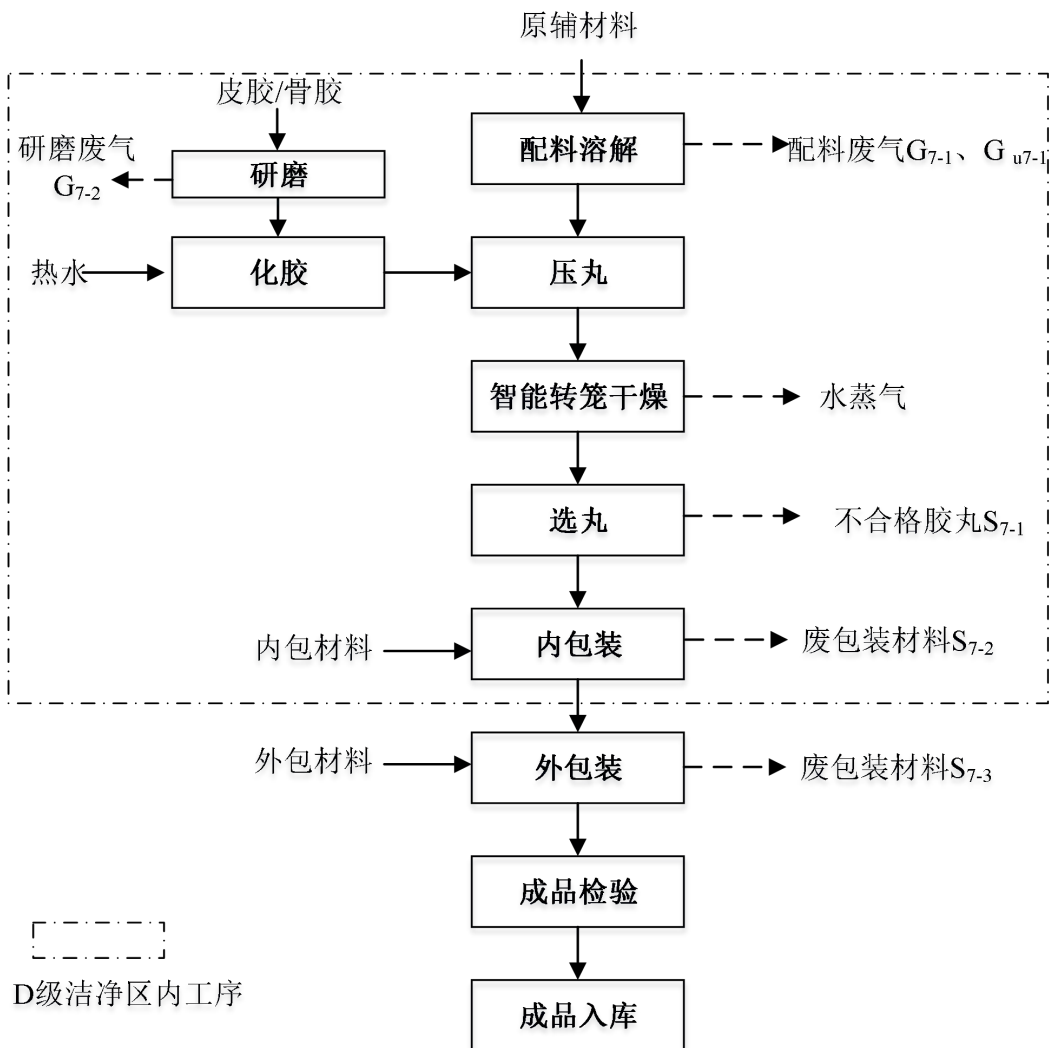 原辅材料
皮胶/骨胶
研磨废气
G7-2
研磨
配料溶解
配料废气G7-1、G u7-1
热水
化胶
压丸
智能转笼干燥
水蒸气
选丸
不合格胶丸S7-1
内包材料
内包装
废包装材料S7-2
外包材料
外包装
废包装材料S7-3
成品检验
D级洁净区内工序
成品入库